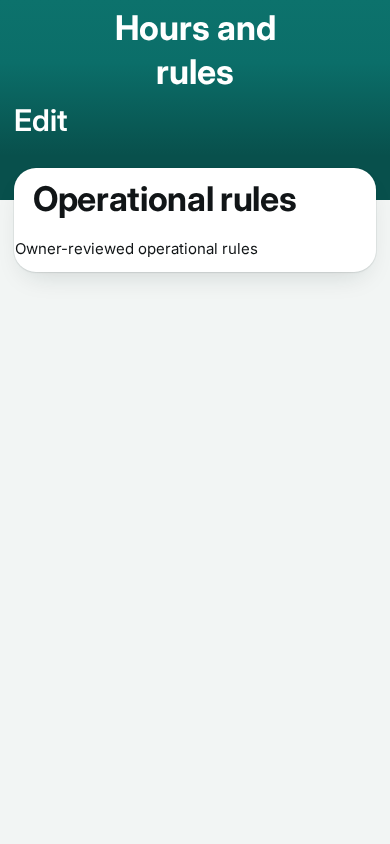 Hours and
rules
Edit
Operational rules
Owner-reviewed operational rules